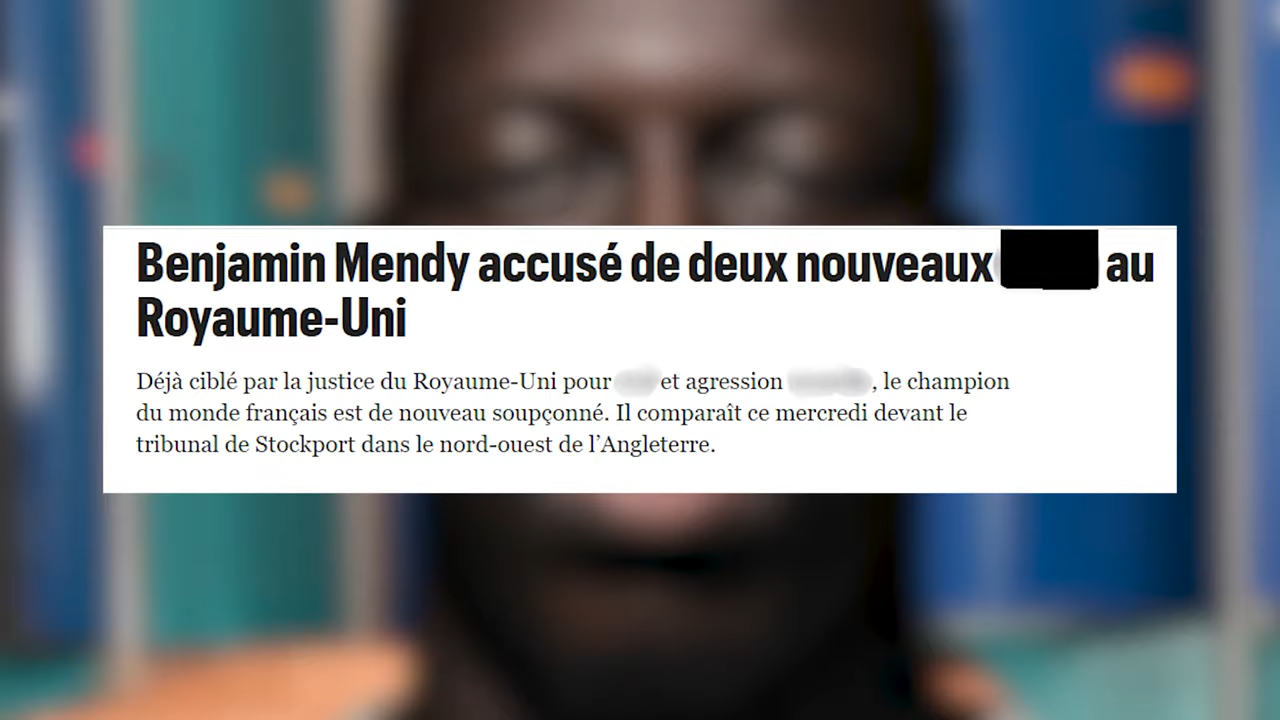 Benjamin Mendy accusé de deux nouveaux au
Royaume-Uni
Déjà ciblé par la justice du Royaume-Uni pour et agression , le champion
du monde français est de nouveau soupçonné. Il comparaît ce mercredi devant le
tribunal de Stockport dans le nord-ouest de l’Angleterre.